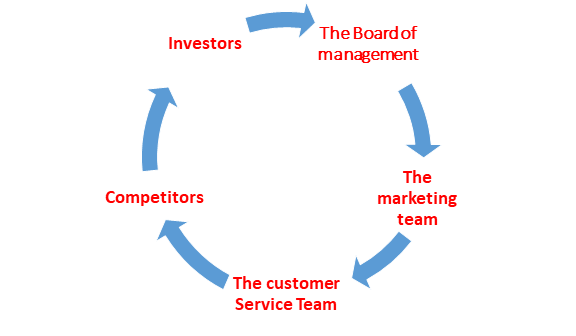 Investors
The Board of
management
The
marketing
team
The customer
Service Team
Competitors